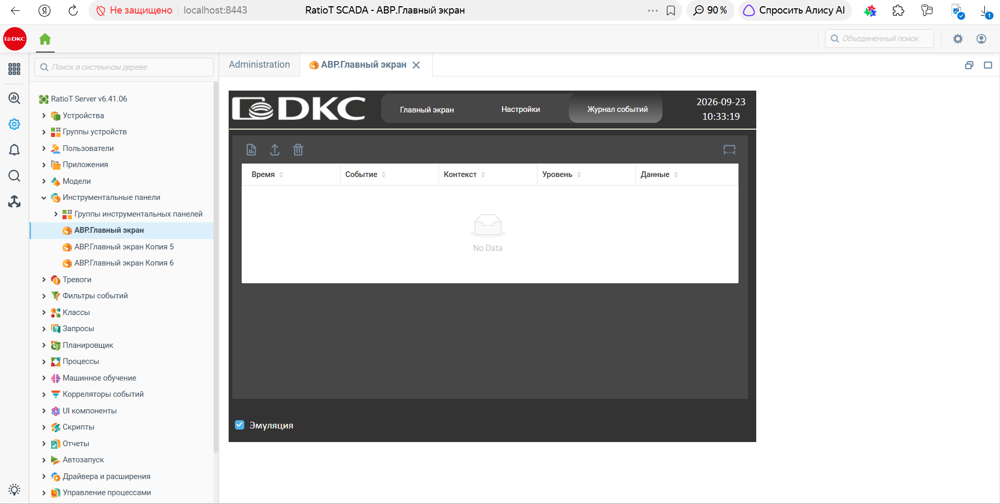 Не защищено
localhost:8443
RatioT SCADA - АВР.Главный экран
90 %
Спросить Алису AI
1
DKC
Объединенный поиск
Поиск в системном дереве
Administration
АВР.Главный экран
RatioT Server v6.41.06
Устройства
Группы устройств
Пользователи
Приложения
Модели
Инструментальные панели
Группы инструментальных панелей
АВР.Главный экран
АВР.Главный экран Копия 5
АВР.Главный экран Копия 6
Тревоги
Фильтры событий
Классы
Запросы
Планировщик
Процессы
Машинное обучение
Корреляторы событий
UI компоненты
Скрипты
Отчеты
Автозапуск
Драйвера и расширения
Управление процессами
DKC
Главный экран
Настройки
Журнал событий
2026-09-23
10:33:19
Время
Событие
Контекст
Уровень
Данные
No Data
Эмуляция